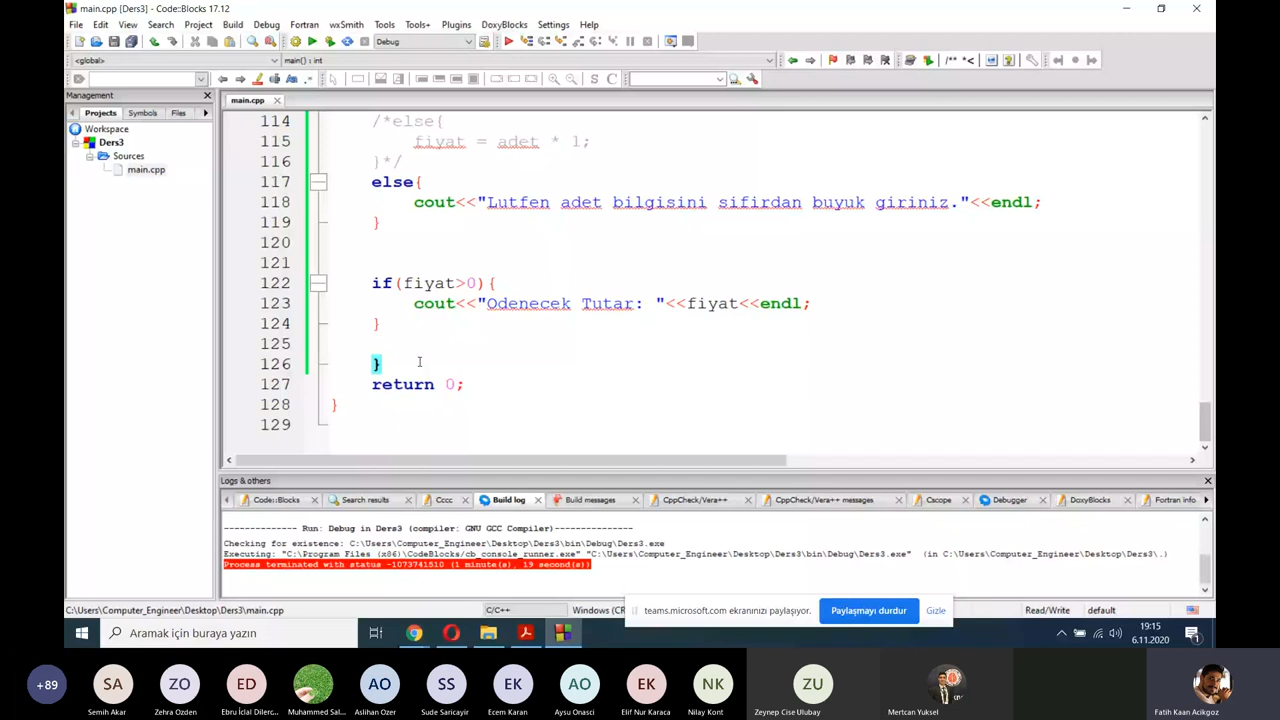 main.cpp [Ders3] - Code::Blocks 17.12
File Edit View Search Project Build Debug Fortran wxSmith Tools Tools+ Plugins DoxyBlocks Settings Help
Debug
<global> main() : int
/** *<
S C
Management
main.cpp
Projects Symbols Files
Workspace
Ders3
Sources
main.cpp
114 /*else{
115 fiyat = adet * 1;
116 }*/
117 else{
118 cout<<"Lutfen adet bilgisini sifirdan buyuk giriniz."<<endl;
119 }
120
121
122 if(fiyat>0){
123 cout<<"Odenecek Tutar: "<<fiyat<<endl;
124 }
125
126 }
127 return 0;
128 }
129
Logs & others
Code::Blocks Search results Cccc Build log Build messages CppCheck/Vera++ CppCheck/Vera++ messages Cscope Debugger DoxyBlocks Fortran info
-------------- Run: Debug in Ders3 (compiler: GNU GCC Compiler)---------------
Checking for existence: C:\Users\Computer_Engineer\Desktop\Ders3\bin\Debug\Ders3.exe
Executing: "C:\Program Files (x86)\CodeBlocks/cb_console_runner.exe" "C:\Users\Computer_Engineer\Desktop\Ders3\bin\Debug\Ders3.exe" (in C:\Users\Computer_Engineer\Desktop\Ders3\.)
Process terminated with status -1073741510 (1 minute(s), 19 second(s))
C:\Users\Computer_Engineer\Desktop\Ders3\main.cpp C/C++ Windows (CR Read/Write default
teams.microsoft.com ekranınızı paylaşıyor. Paylaşmayı durdur Gizle
Aramak için buraya yazın
19:15
6.11.2020
1
+89 SA ZO ED AO SS EK AO EK NK ZU
Semih Akar Zehra Ozden Ebru Icлal Dilerc... Muhammed Sal... Aslihan Ozer Sude Saricayir Ecem Karan Aysu Onasci Elif Nur Karaca Nilay Kont Zeynep Cise Ulubay Mertcan Yuksel Fatih Kaan Acikgoz